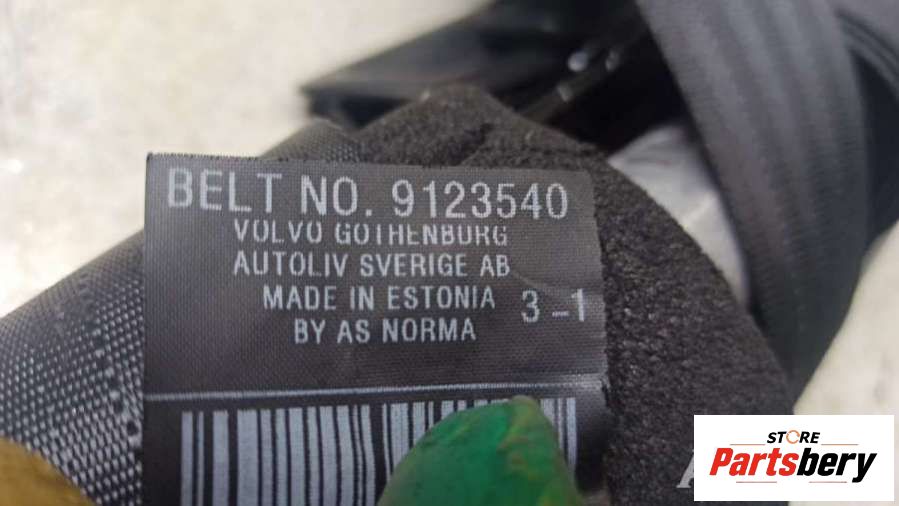 BELT NO. 9123540
VOLVO GOTHENBURG
AUTOLIV SVERIGE AB
MADE IN ESTONIA 3-1
BY AS NORMA
STORE
Partsbery